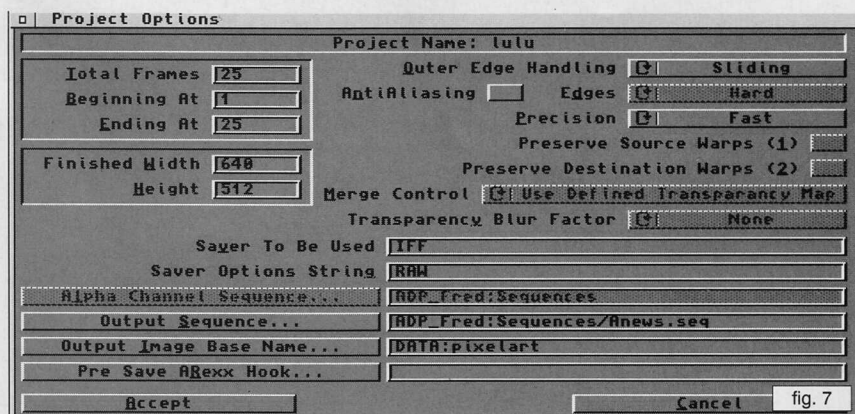 Project Options
Project Name: lulu
Total Frames 25
Beginning At 1
Ending At 25
Finished Width 640
Height 512
Outer Edge Handling Sliding
AntiAliasing Edges Hard
Precision Fast
Preserve Source Warps (1)
Preserve Destination Warps (2)
Merge Control Use Defined Transparancy Map
Transparency Blur Factor None
Saver To Be Used IFF
Saver Options String RAW
Alpha Channel Sequence... ADP_Fred:Sequences
Output Sequence... ADP_Fred:Sequences/Anews.seq
Output Image Base Name... DATA:pixelart
Pre Save ARexx Hook...
Accept Cancel
fig. 7